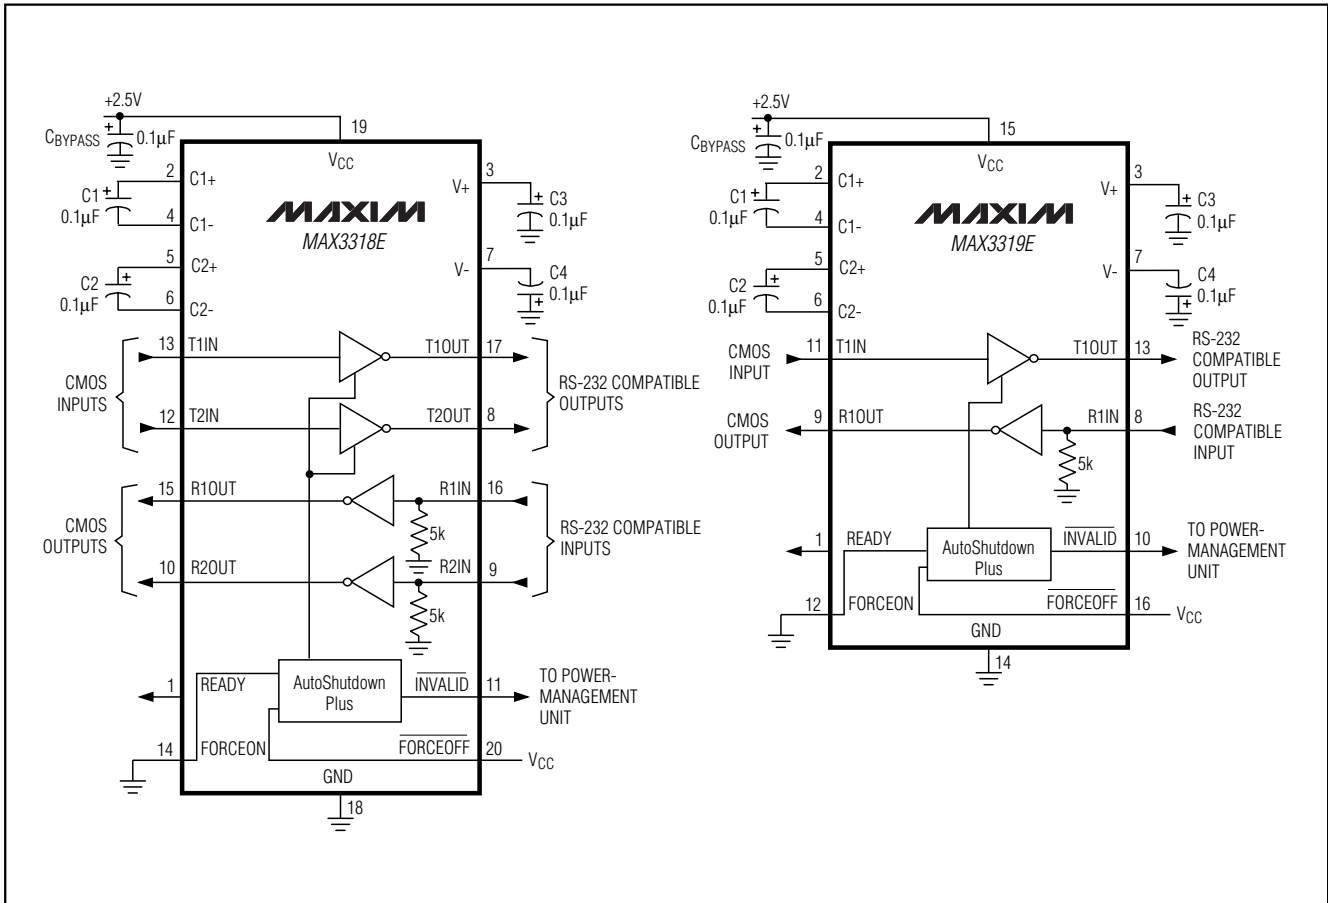 +2.5V
CBYPASS
+
0.1µF
19
VCC
2
C1+
C1
+
0.1µF
4
C1-
5
C2+
C2
+
0.1µF
6
C2-
3
V+
+
C3
0.1µF
7
V-
C4
0.1µF
+
MAXIM
MAX3318E
13
T1IN
T1OUT
17
CMOS
INPUTS
12
T2IN
T2OUT
8
RS-232 COMPATIBLE
OUTPUTS
15
R1OUT
R1IN
16
5k
CMOS
OUTPUTS
RS-232 COMPATIBLE
INPUTS
10
R2OUT
R2IN
9
5k
1
READY
AutoShutdown
Plus
INVALID
11
TO POWER-
MANAGEMENT
UNIT
14
FORCEON
FORCEOFF
20
VCC
GND
18
+2.5V
CBYPASS
+
0.1µF
15
VCC
2
C1+
C1
+
0.1µF
4
C1-
5
C2+
C2
+
0.1µF
6
C2-
3
V+
+
C3
0.1µF
7
V-
C4
0.1µF
+
MAXIM
MAX3319E
CMOS
INPUT
11
T1IN
T1OUT
13
RS-232
COMPATIBLE
OUTPUT
CMOS
OUTPUT
9
R1OUT
R1IN
8
RS-232
COMPATIBLE
INPUT
5k
1
READY
AutoShutdown
Plus
INVALID
10
TO POWER-
MANAGEMENT
UNIT
12
FORCEON
FORCEOFF
16
VCC
GND
14